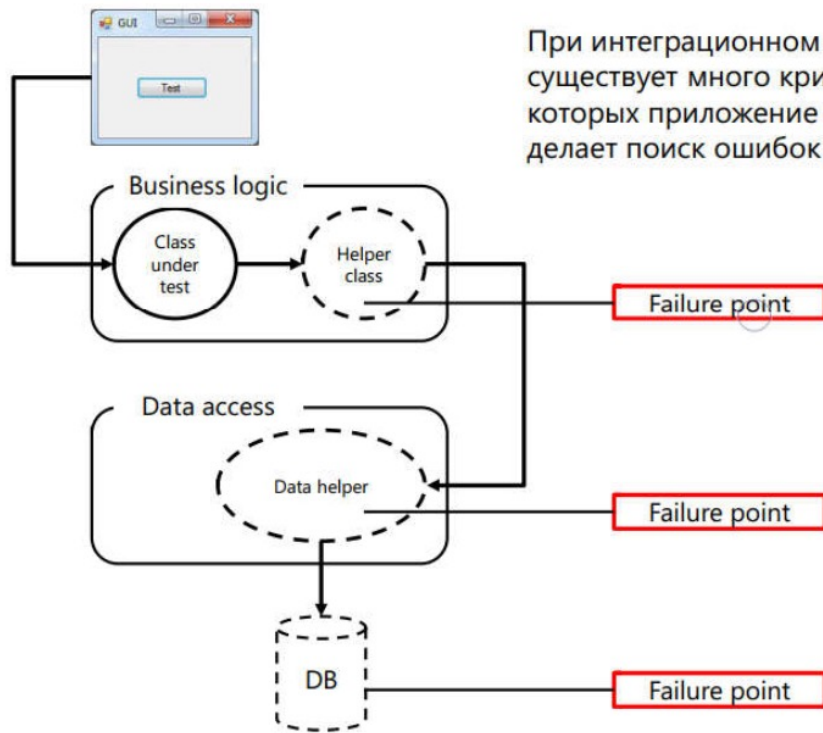 GUI
Test
При интеграционном
существует много кри
которых приложение
делает поиск ошибок
Business logic
Class
under
test
Helper
class
Failure point
Data access
Data helper
Failure point
DB
Failure point